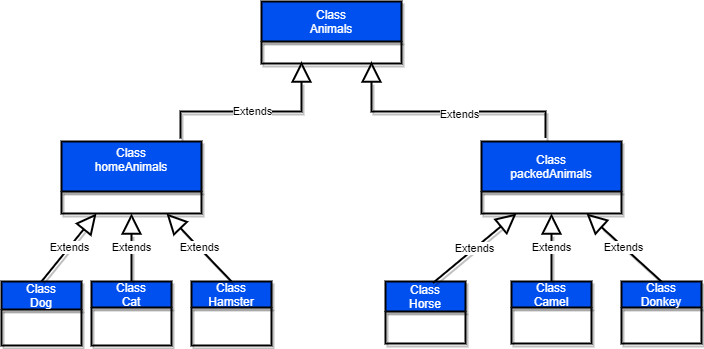 Class
Animals
Extends
Extends
Class
homeAnimals
Class
packedAnimals
Extends
Extends
Extends
Extends
Extends
Extends
Class
Dog
Class
Cat
Class
Hamster
Class
Horse
Class
Camel
Class
Donkey